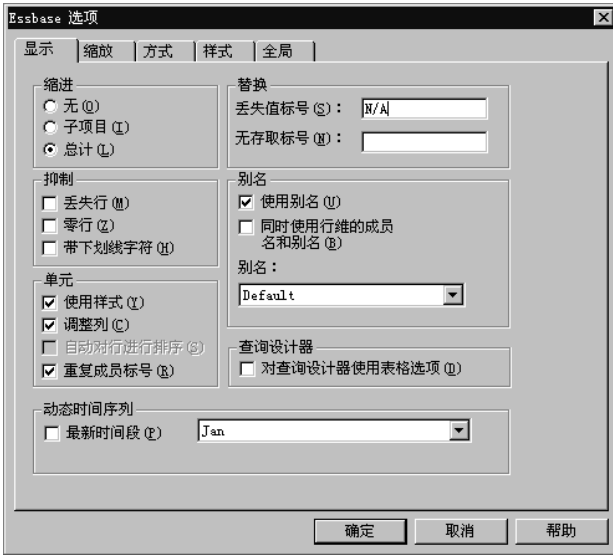 Essbase 选项
显示 缩放 方式 样式 全局
缩进
无(O)
子项目(I)
总计(L)
替换
丢失值标号(S)： N/A
无存取标号(N)：
抑制
丢失行(M)
零行(Z)
带下划线字符(H)
别名
使用别名(U)
同时使用行维的成员
名和别名(B)
别名：
Default
单元
使用样式(Y)
调整列(C)
自动对行进行排序(S)
重复成员标号(R)
查询设计器
对查询设计器使用表格选项(D)
动态时间序列
最新时间段(P) Jan
确定 取消 帮助